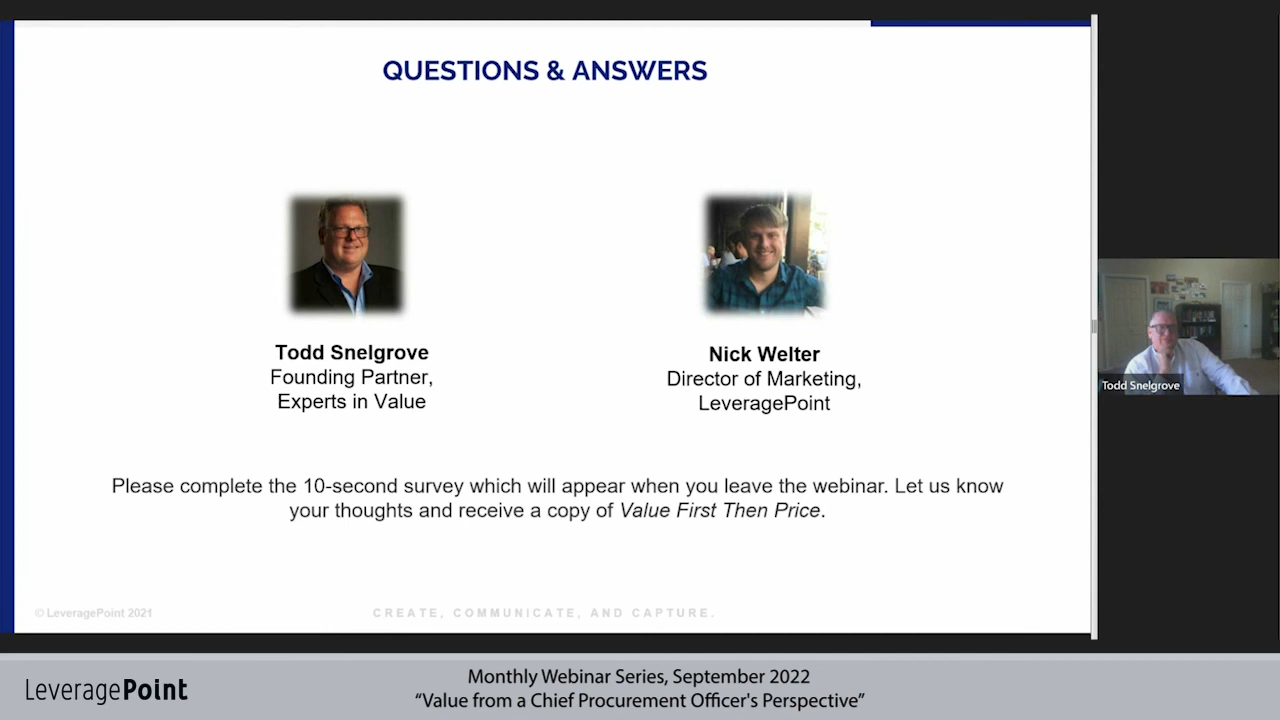 QUESTIONS & ANSWERS
Todd Snelgrove
Founding Partner,
Experts in Value
Nick Welter
Director of Marketing,
LeveragePoint
Please complete the 10-second survey which will appear when you leave the webinar. Let us know
your thoughts and receive a copy of Value First Then Price.
© LeveragePoint 2021
CREATE, COMMUNICATE, AND CAPTURE.
Todd Snelgrove
LeveragePoint
Monthly Webinar Series, September 2022
“Value from a Chief Procurement Officer's Perspective”